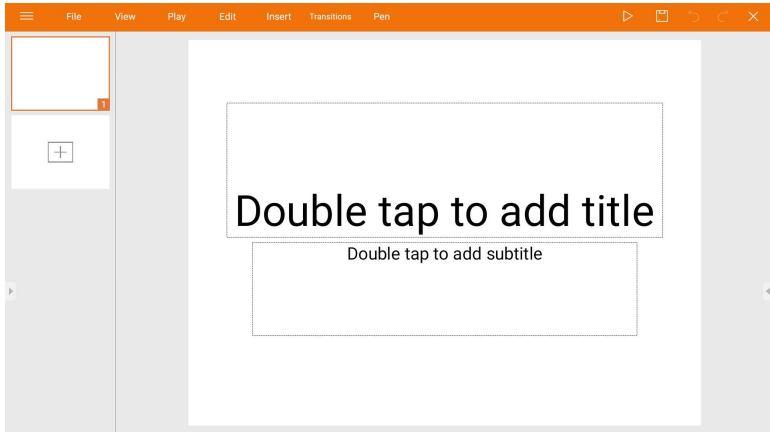 File View Play Edit Insert Transitions Pen
1
Double tap to add title
Double tap to add subtitle